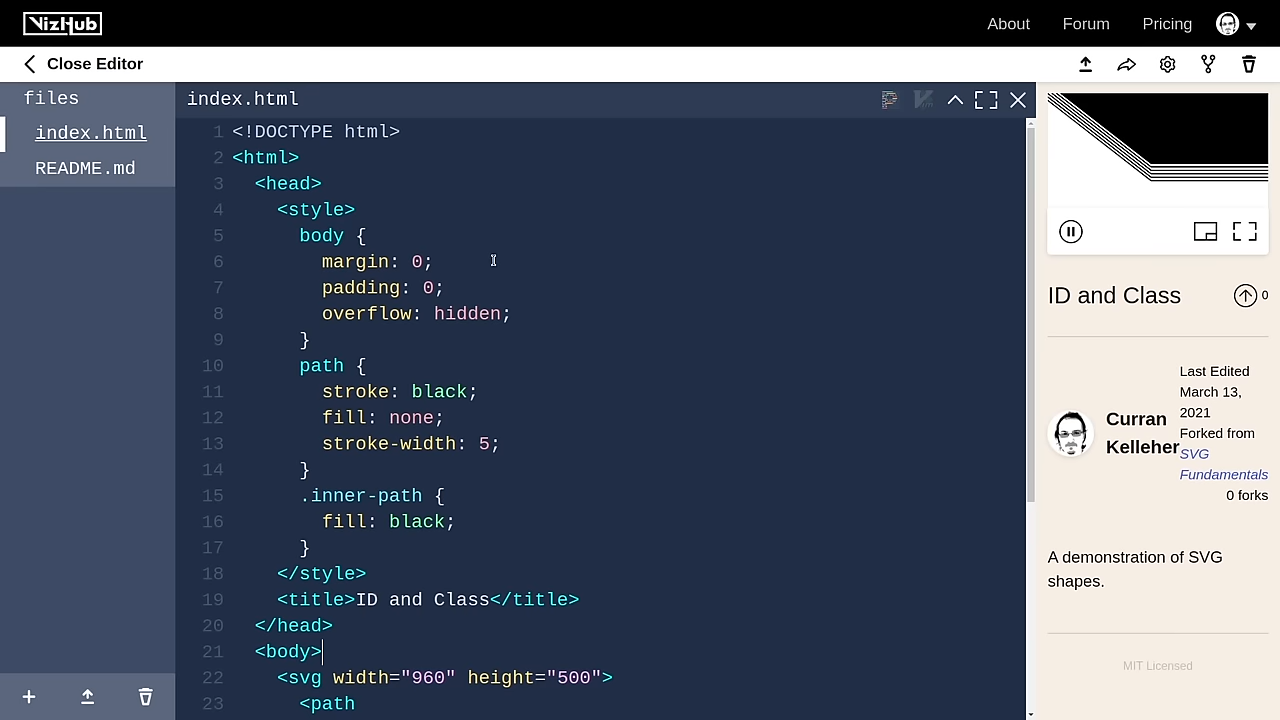 VizHub
About Forum Pricing
Close Editor
files
index.html
README.md
index.html
1 <!DOCTYPE html>
2 <html>
3 <head>
4 <style>
5 body {
6 margin: 0;
7 padding: 0;
8 overflow: hidden;
9 }
10 path {
11 stroke: black;
12 fill: none;
13 stroke-width: 5;
14 }
15 .inner-path {
16 fill: black;
17 }
18 </style>
19 <title>ID and Class</title>
20 </head>
21 <body>
22 <svg width="960" height="500">
23 <path
ID and Class
0
Curran
Kelleher
Last Edited
March 13,
2021
Forked from
SVG
Fundamentals
0 forks
A demonstration of SVG
shapes.
MIT Licensed